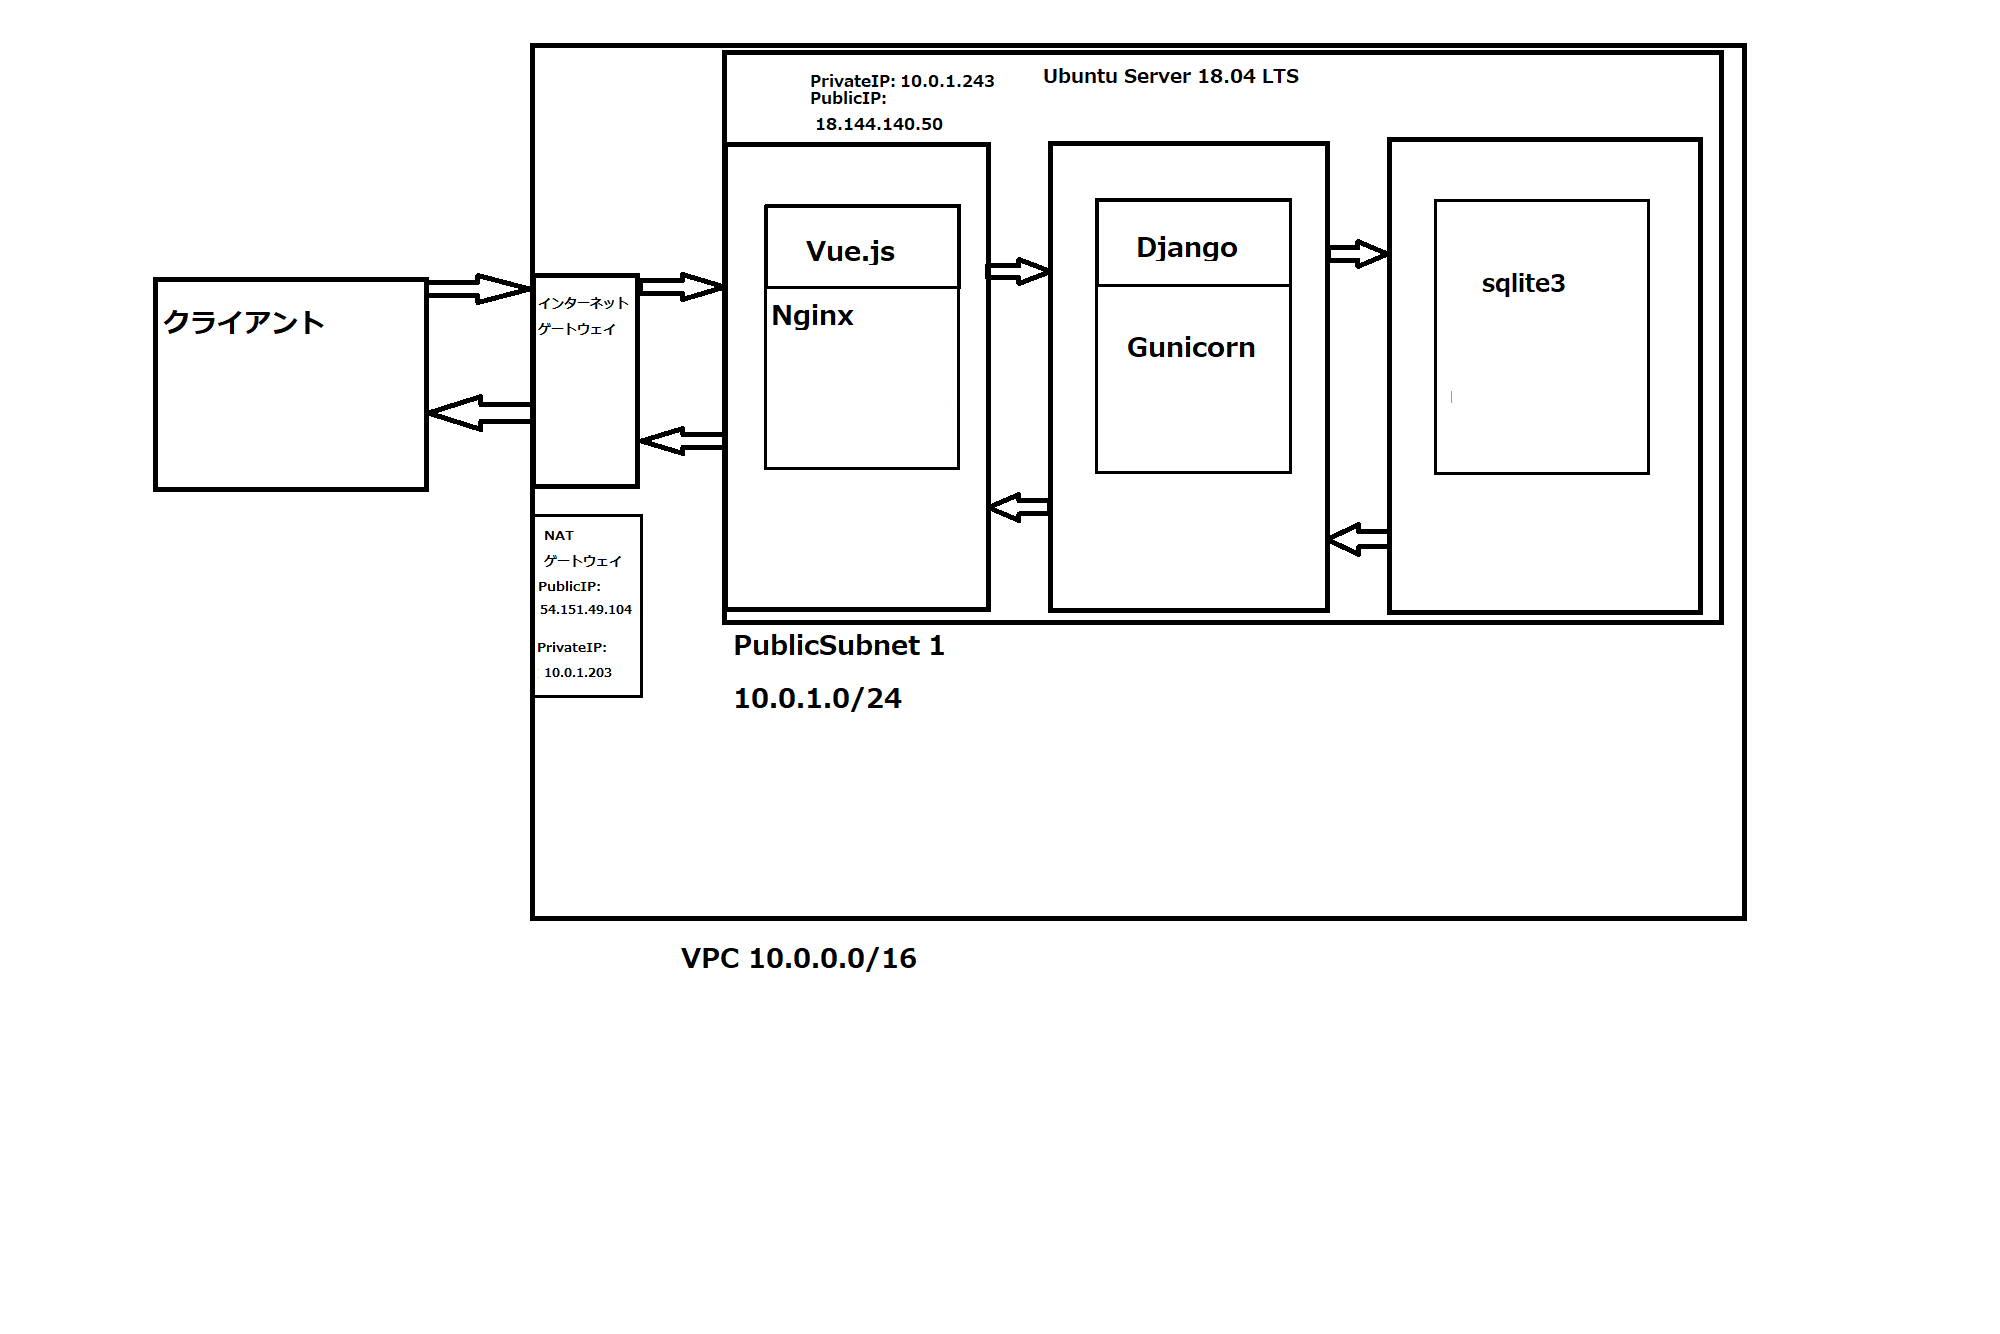 PrivateIP: 10.0.1.243
PublicIP:
18.144.140.50
Ubuntu Server 18.04 LTS
クライアント
インターネット
ゲートウェイ
Vue.js
Nginx
Django
Gunicorn
sqlite3
NAT
ゲートウェイ
PublicIP:
54.151.49.104
PrivateIP:
10.0.1.203
PublicSubnet 1
10.0.1.0/24
VPC 10.0.0.0/16